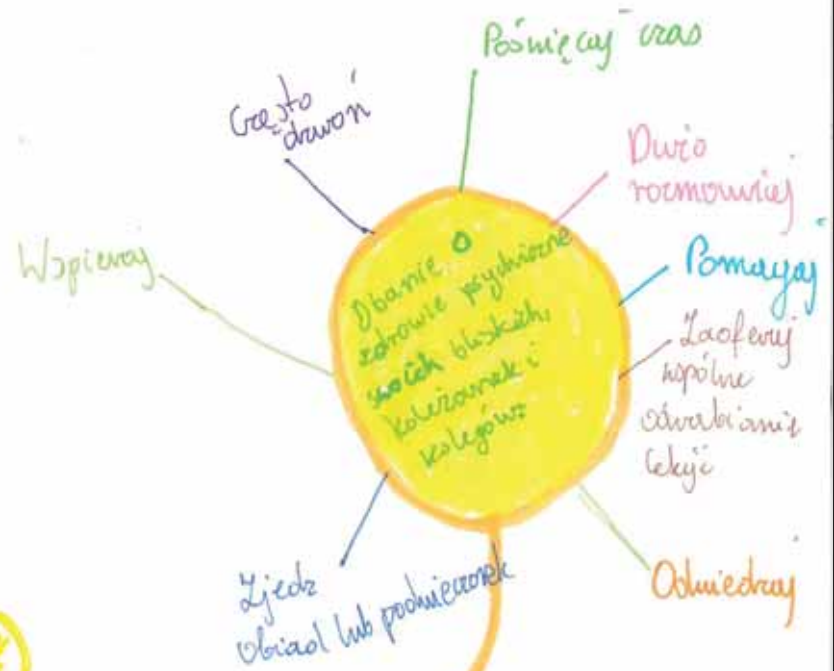 Poświęcaj czas
Często
dzwoń
Dużo
rozmawiaj
Wspieraj
Pomagaj
Dbanie o
zdrowie psychiczne
swoich bliskich,
koleżanek i
kolegów:
Zaoferuj
wspólne
odrabianie
lekcji
Odwiedzaj
Zjedz
obiad lub podwieczorek